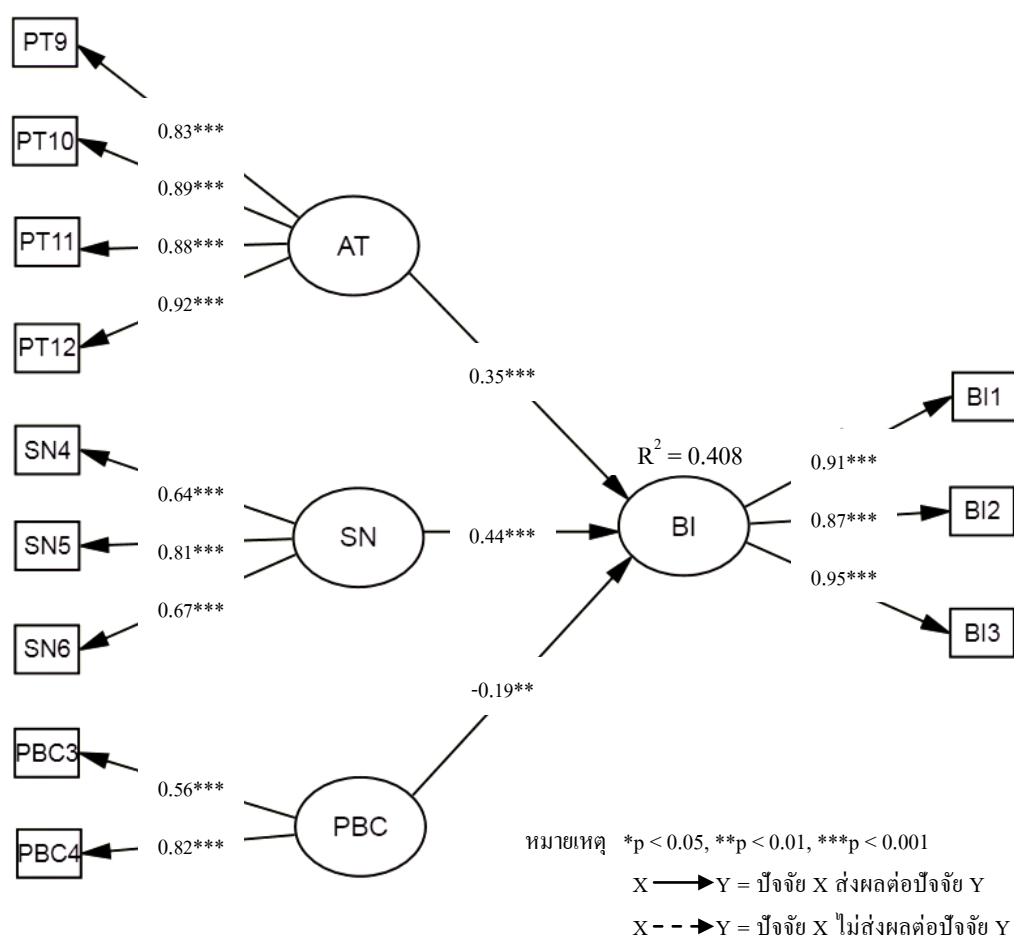 PT9
0.83***
PT10
0.89***
PT11
0.88***
PT12
0.92***
AT
0.35***
SN4
0.64***
SN5
0.81***
SN6
0.67***
SN
0.44***
R² = 0.408
BI
0.91***
BI1
0.87***
BI2
0.95***
BI3
-0.19**
PBC3
0.56***
PBC4
0.82***
PBC
หมายเหตุ *p < 0.05, **p < 0.01, ***p < 0.001
X Y = ปัจจัย X ส่งผลต่อปัจจัย Y
X Y = ปัจจัย X ไม่ส่งผลต่อปัจจัย Y